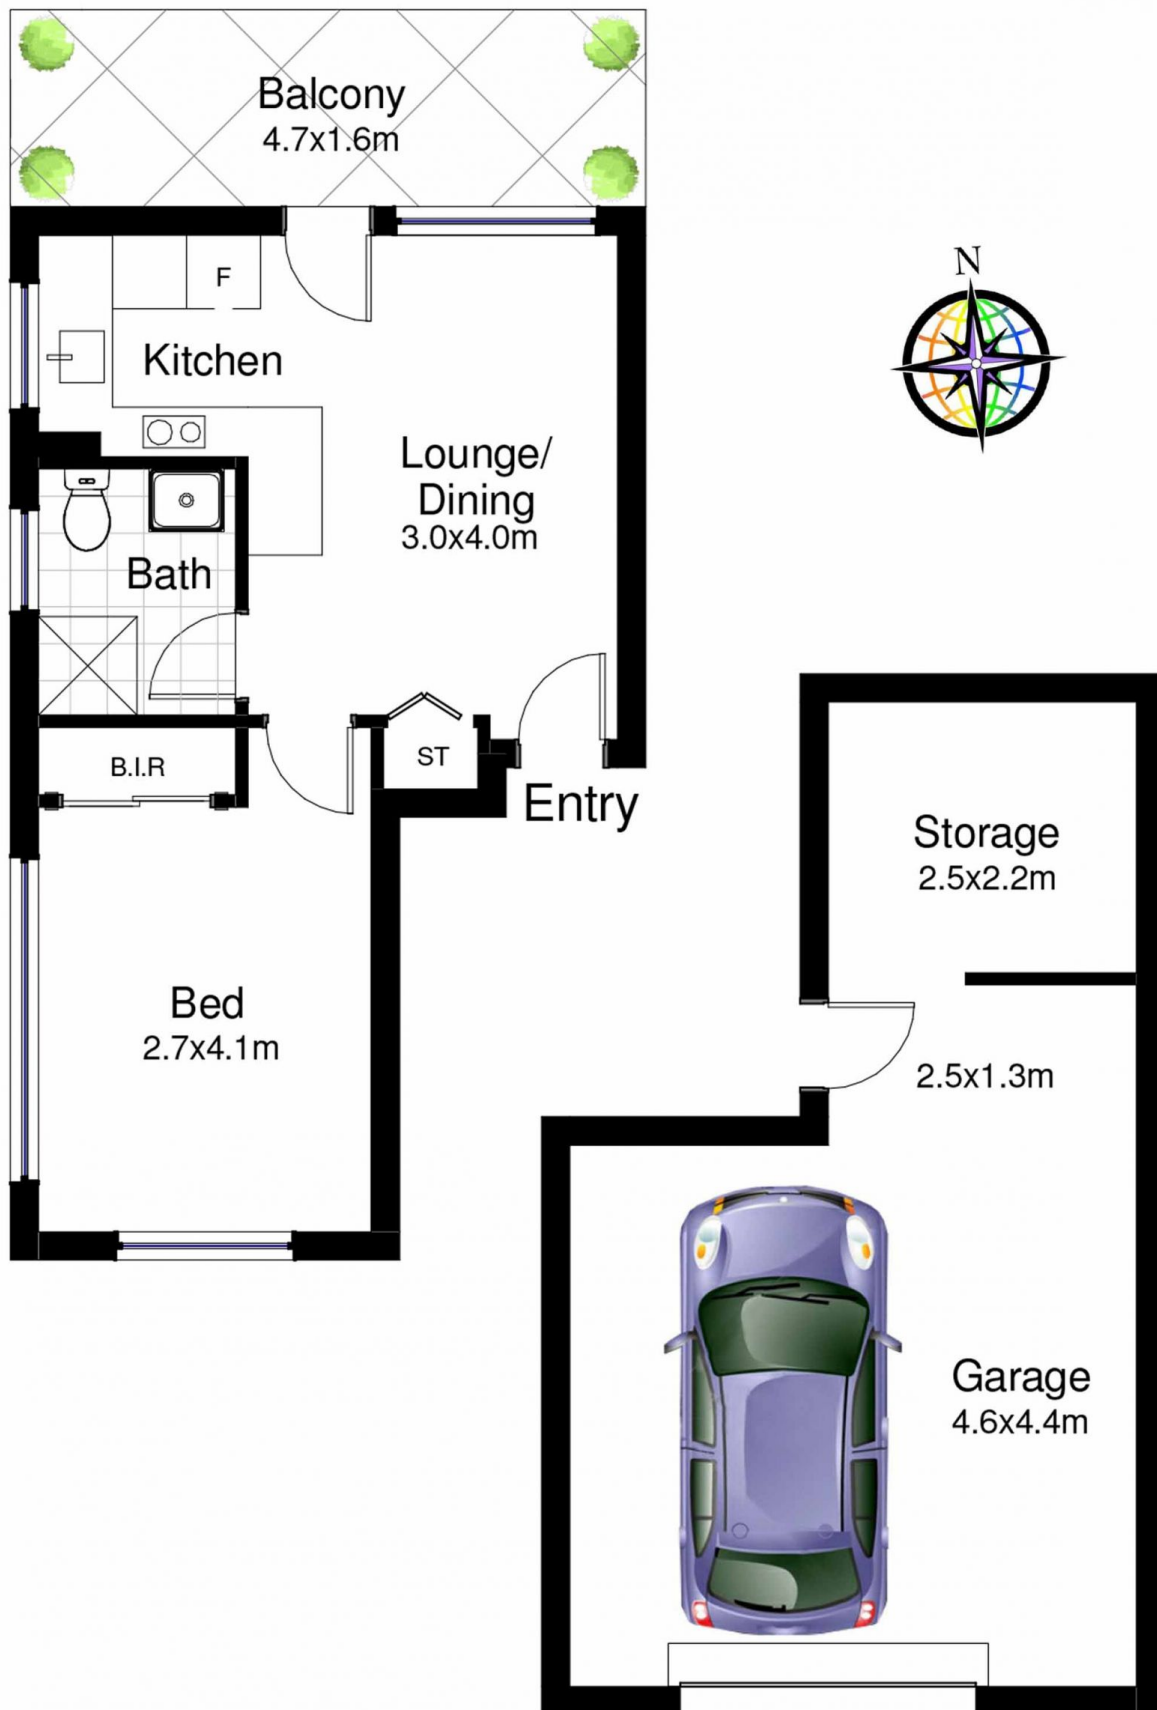 Balcony
4.7x1.6m
F
Kitchen
N
Lounge/
Dining
3.0x4.0m
Bath
B.I.R
ST
Entry
Storage
2.5x2.2m
Bed
2.7x4.1m
2.5x1.3m
Garage
4.6x4.4m